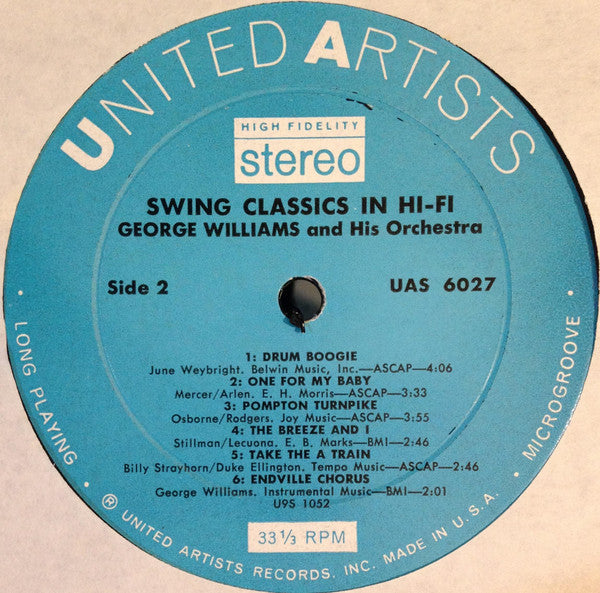 UNITED ARTISTS
HIGH FIDELITY
stereo
SWING CLASSICS IN HI-FI
GEORGE WILLIAMS and His Orchestra
Side 2
UAS 6027
1: DRUM BOOGIE
June Weybright. Belwin Music, Inc.—ASCAP—4:06
2: ONE FOR MY BABY
Mercer/Arlen. E. H. Morris—ASCAP—3:33
3: POMPTON TURNPIKE
Osborne/Rodgers. Joy Music—ASCAP—3:55
4: THE BREEZE AND I
Stillman/Lecuona. E. B. Marks—BMI—2:46
5: TAKE THE A TRAIN
Billy Strayhorn/Duke Ellington. Tempo Music—ASCAP—2:46
6: ENDVILLE CHORUS
George Williams. Instrumental Music—BMI—2:01
U9S 1052
33 1/3 RPM
• LONG PLAYING •
® UNITED ARTISTS RECORDS, INC. MADE IN U.S.A.
• MICROGROOVE •